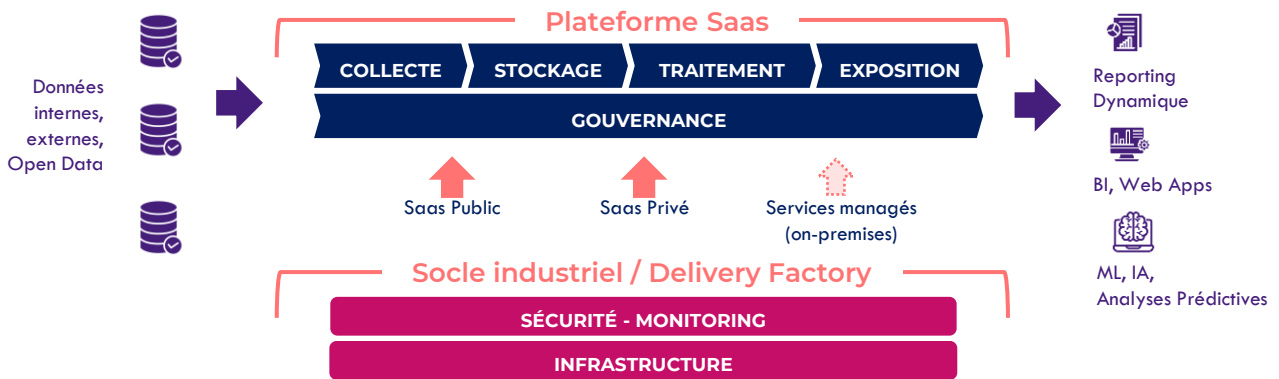 Plateforme Saas
Données
internes,
externes,
Open Data
COLLECTE
STOCKAGE
TRAITEMENT
EXPOSITION
GOUVERNANCE
Saas Public
Saas Privé
Services managés
(on-premises)
Socle industriel / Delivery Factory
SÉCURITÉ - MONITORING
INFRASTRUCTURE
Reporting
Dynamique
BI, Web Apps
ML, IA,
Analyses Prédictives